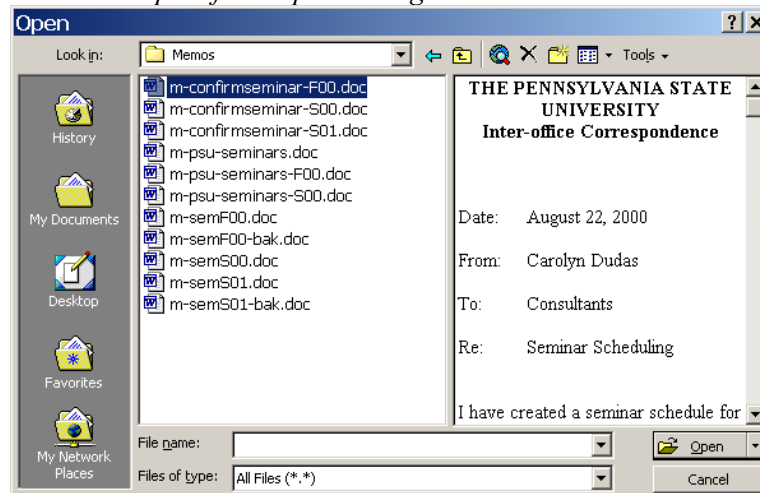 Open
Look in: Memos Tools
History
My Documents
Desktop
Favorites
My Network
Places
m-confirmseminar-F00.doc
m-confirmseminar-S00.doc
m-confirmseminar-S01.doc
m-psu-seminars.doc
m-psu-seminars-F00.doc
m-psu-seminars-S00.doc
m-semF00.doc
m-semF00-bak.doc
m-semS00.doc
m-semS01.doc
m-semS01-bak.doc
THE PENNSYLVANIA STATE
UNIVERSITY
Inter-office Correspondence
Date: August 22, 2000
From: Carolyn Dudas
To: Consultants
Re: Seminar Scheduling
I have created a seminar schedule for
File name: Open
Files of type: All Files (*.*) Cancel